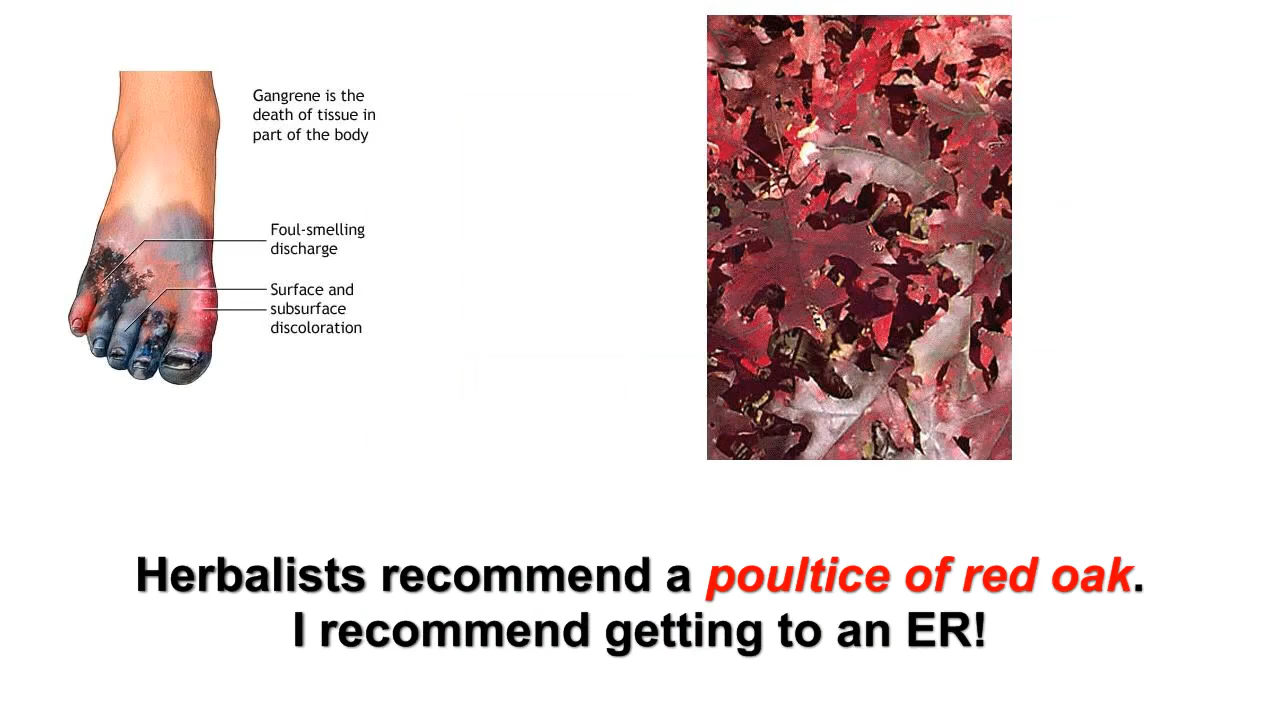 Gangrene is the
death of tissue in
part of the body
Foul-smelling
discharge
Surface and
subsurface
discoloration
Herbalists recommend a poultice of red oak.
I recommend getting to an ER!